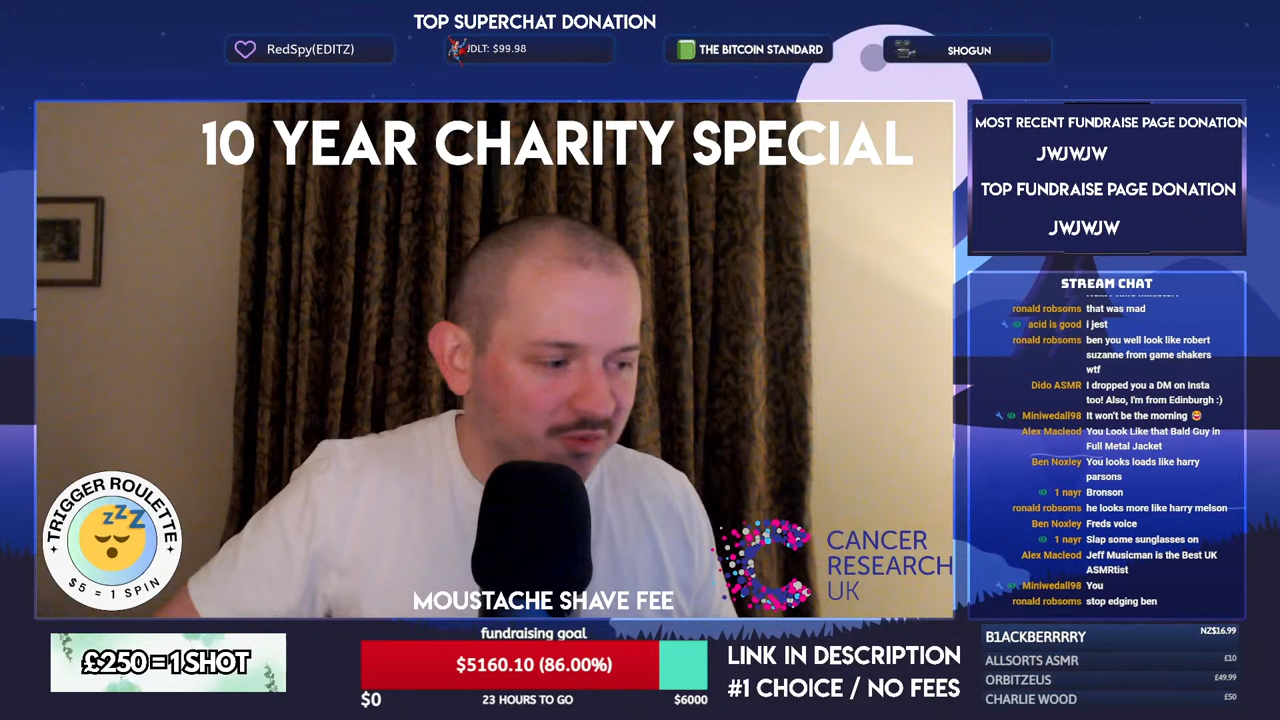 TOP SUPERCHAT DONATION
RedSpy(EDITZ)
JDLT: $99.98
THE BITCOIN STANDARD
SHOGUN
10 YEAR CHARITY SPECIAL
MOST RECENT FUNDRAISE PAGE DONATION
JWJWJW
TOP FUNDRAISE PAGE DONATION
JWJWJW
STREAM CHAT
ronald robsoms that was mad
acid is good i jest
ronald robsoms ben you well look like robert
suzanne from game shakers
wtf
Dido ASMR I dropped you a DM on Insta
too! Also, I'm from Edinburgh :)
Miniwedall98 It won't be the morning 🤩
Alex Macleod You Look Like that Bald Guy in
Full Metal Jacket
Ben Noxley You looks loads like harry
parsons
1 nayr Bronson
ronald robsoms he looks more like harry melson
Ben Noxley Freds voice
1 nayr Slap some sunglasses on
Alex Macleod Jeff Musicman is the Best UK
ASMRtist
Miniwedall98 You
ronald robsoms stop edging ben
TRIGGER ROULETTE
zzz
$5 = 1 SPIN
CANCER
RESEARCH
UK
MOUSTACHE SHAVE FEE
£250 = 1 SHOT
fundraising goal
$5160.10 (86.00%)
$0
23 HOURS TO GO
$6000
LINK IN DESCRIPTION
#1 CHOICE / NO FEES
B1ACKBERRRRY NZ$16.99
ALLSORTS ASMR £10
ORBITZEUS £49.99
CHARLIE WOOD £50